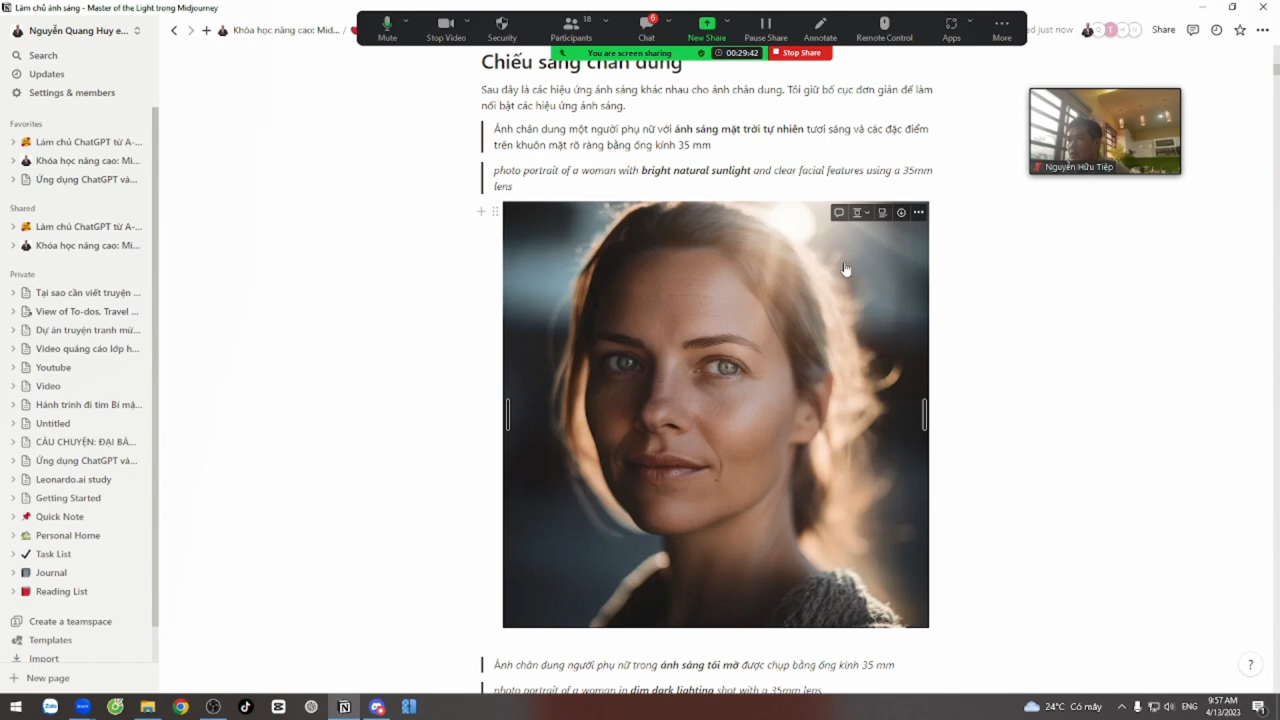 Làm chủ ánh sáng - Master of the Light trong Midjourney
Mute
Stop Video
Security
Participants
18
Chat
6
New Share
Pause Share
Annotate
Remote Control
Apps
More
You are screen sharing
00:29:42
Stop Share
Nguyễn Quang Huy e...
Khóa học nâng cao: Mid... /
ed just now
Share
Search
Updates
Settings & members
Favorites
Làm chủ ChatGPT từ A-...
Khóa học nâng cao: Mi...
Ứng dụng ChatGPT và...
Shared
Làm chủ ChatGPT từ A-...
Khóa học nâng cao: Mi...
Private
Tại sao cần viết truyện ...
View of To-dos, Travel ...
Dự án truyện tranh mừ...
Video quảng cáo lớp h...
Youtube
Video
Hành trình đi tìm Bí mậ...
Untitled
CÂU CHUYỆN: ĐẠI BÀ...
Ứng dụng ChatGPT và...
Leonardo.ai study
Getting Started
Quick Note
Personal Home
Task List
Journal
Reading List
Create a teamspace
Templates
Import
New page
Chiếu sáng chân dung
Sau đây là các hiệu ứng ánh sáng khác nhau cho ảnh chân dung. Tôi giữ bố cục đơn giản để làm
nổi bật các hiệu ứng ánh sáng.
Ảnh chân dung một người phụ nữ với ánh sáng mặt trời tự nhiên tươi sáng và các đặc điểm
trên khuôn mặt rõ ràng bằng ống kính 35 mm
photo portrait of a woman with bright natural sunlight and clear facial features using a 35mm
lens
Nguyễn Hữu Tiệp
Ảnh chân dung người phụ nữ trong ánh sáng tối mờ được chụp bằng ống kính 35 mm
photo portrait of a woman in dim dark lighting shot with a 35mm lens
?
Zalo
zoom
24°C Có mây
ENG
9:57 AM
4/13/2023